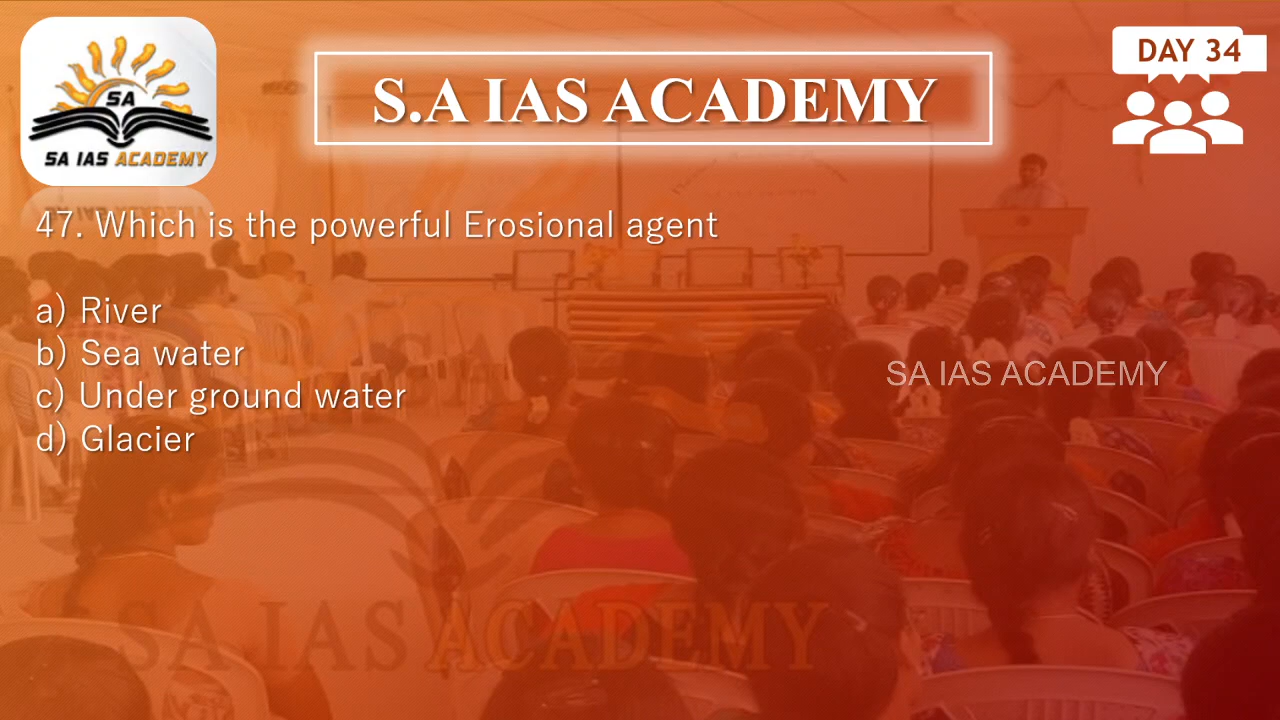 DAY 34
S.A IAS ACADEMY
SA
SA IAS ACADEMY
47. Which is the powerful Erosional agent
a) River
b) Sea water
c) Under ground water
d) Glacier
SA IAS ACADEMY
SA IAS ACADEMY